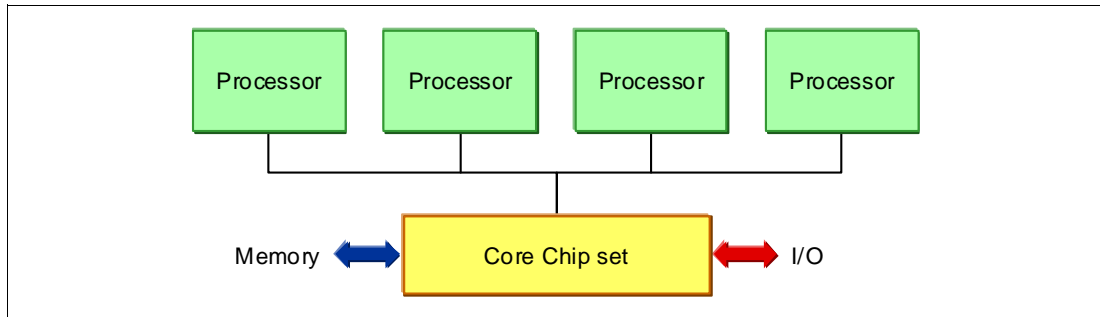 Processor
Processor
Processor
Processor
Memory
Core Chip set
I/O